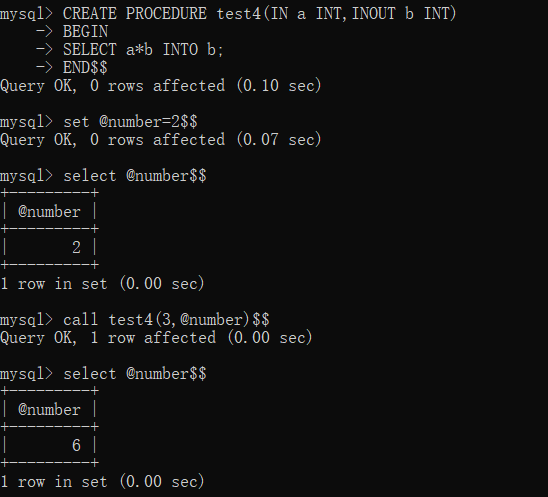 mysql> CREATE PROCEDURE test4(IN a INT,INOUT b INT)
    -> BEGIN
    -> SELECT a*b INTO b;
    -> END$$
Query OK, 0 rows affected (0.10 sec)

mysql> set @number=2$$
Query OK, 0 rows affected (0.07 sec)

mysql> select @number$$
+---------+
| @number |
+---------+
|       2 |
+---------+
1 row in set (0.00 sec)

mysql> call test4(3,@number)$$
Query OK, 1 row affected (0.00 sec)

mysql> select @number$$
+---------+
| @number |
+---------+
|       6 |
+---------+
1 row in set (0.00 sec)